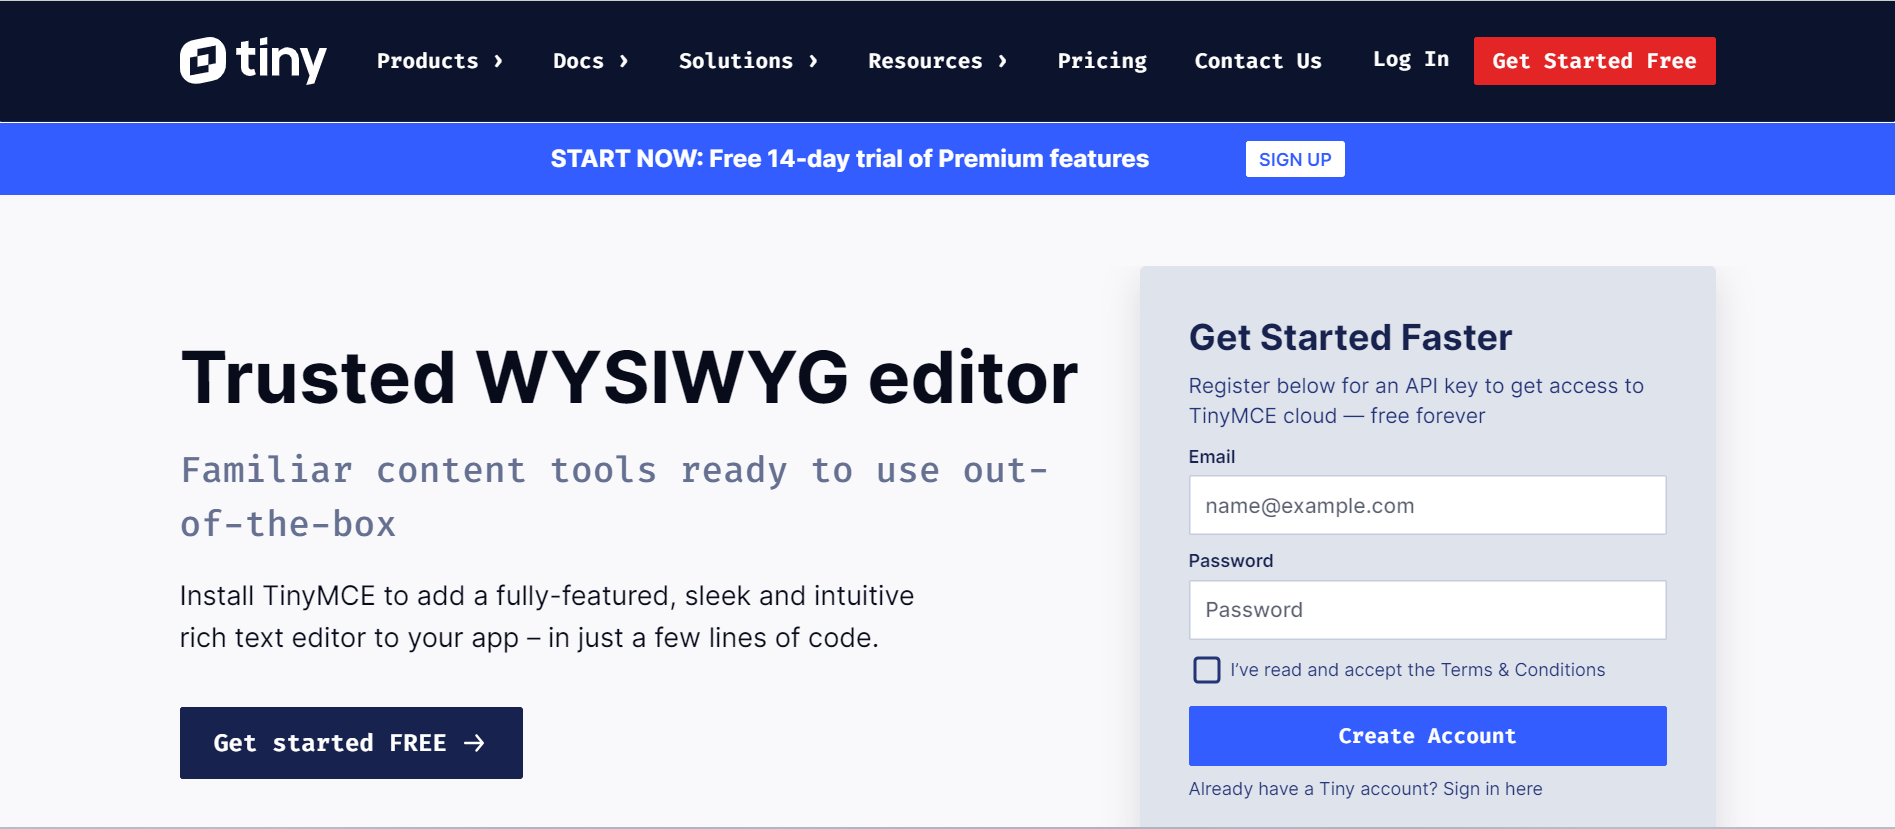 tiny
Products ›
Docs ›
Solutions ›
Resources ›
Pricing
Contact Us
Log In
Get Started Free
START NOW: Free 14-day trial of Premium features
SIGN UP
Trusted WYSIWYG editor
Familiar content tools ready to use out-
of-the-box
Install TinyMCE to add a fully-featured, sleek and intuitive
rich text editor to your app – in just a few lines of code.
Get started FREE →
Get Started Faster
Register below for an API key to get access to
TinyMCE cloud — free forever
Email
name@example.com
Password
Password
I’ve read and accept the Terms & Conditions
Create Account
Already have a Tiny account? Sign in here